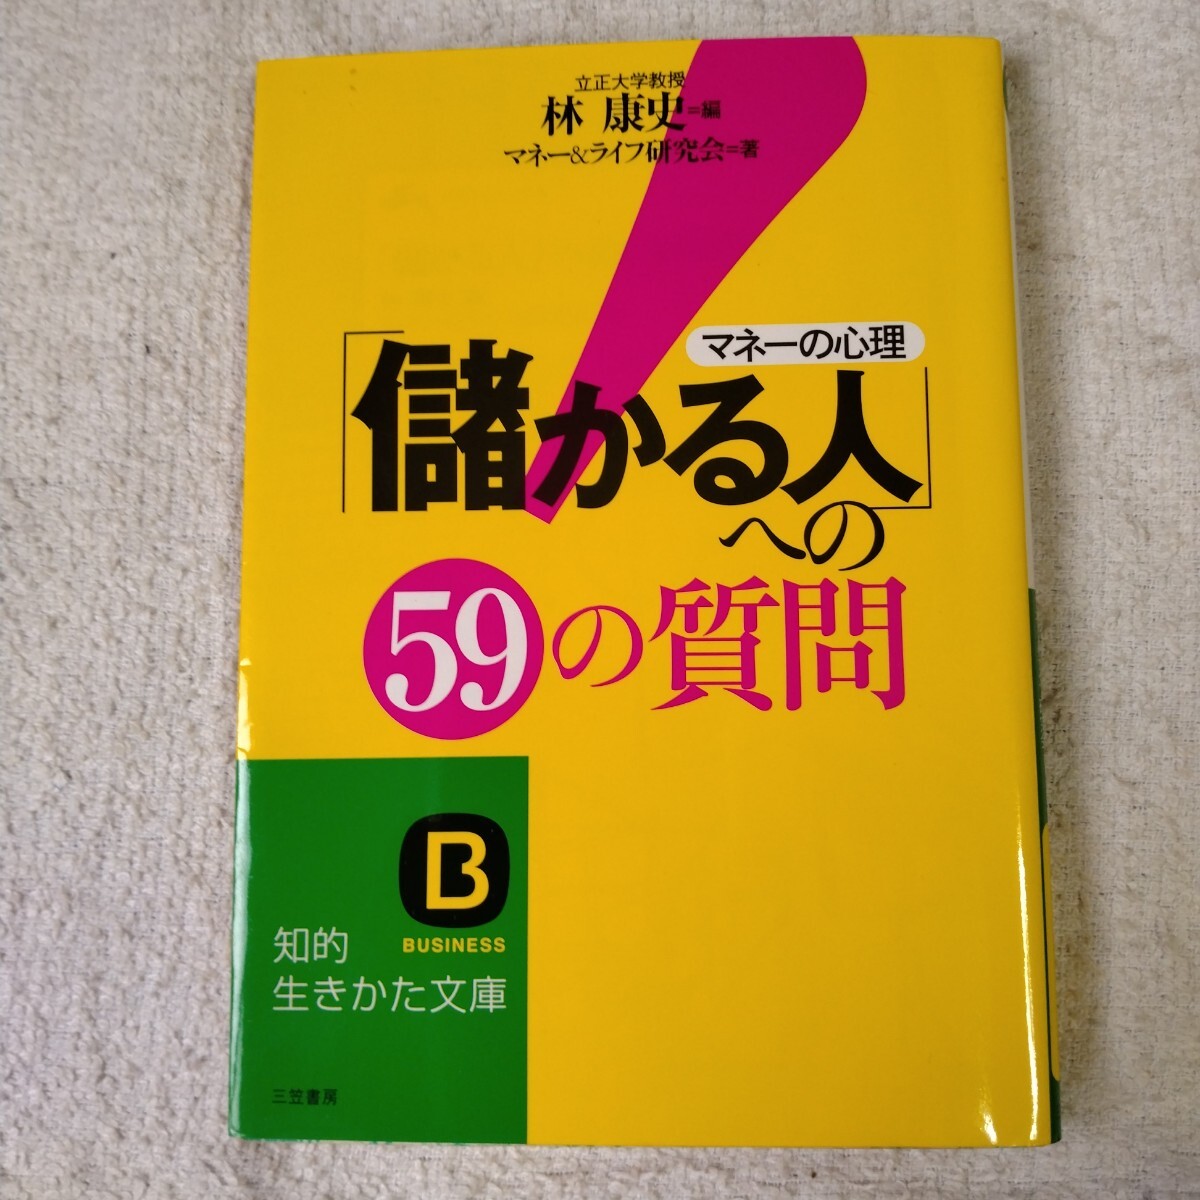 立正大学教授
林 康史=編
マネー&ライフ研究会=著
マネーの心理
「儲かる人」
への
59の質問
B
BUSINESS
知的
生きかた文庫
三笠書房